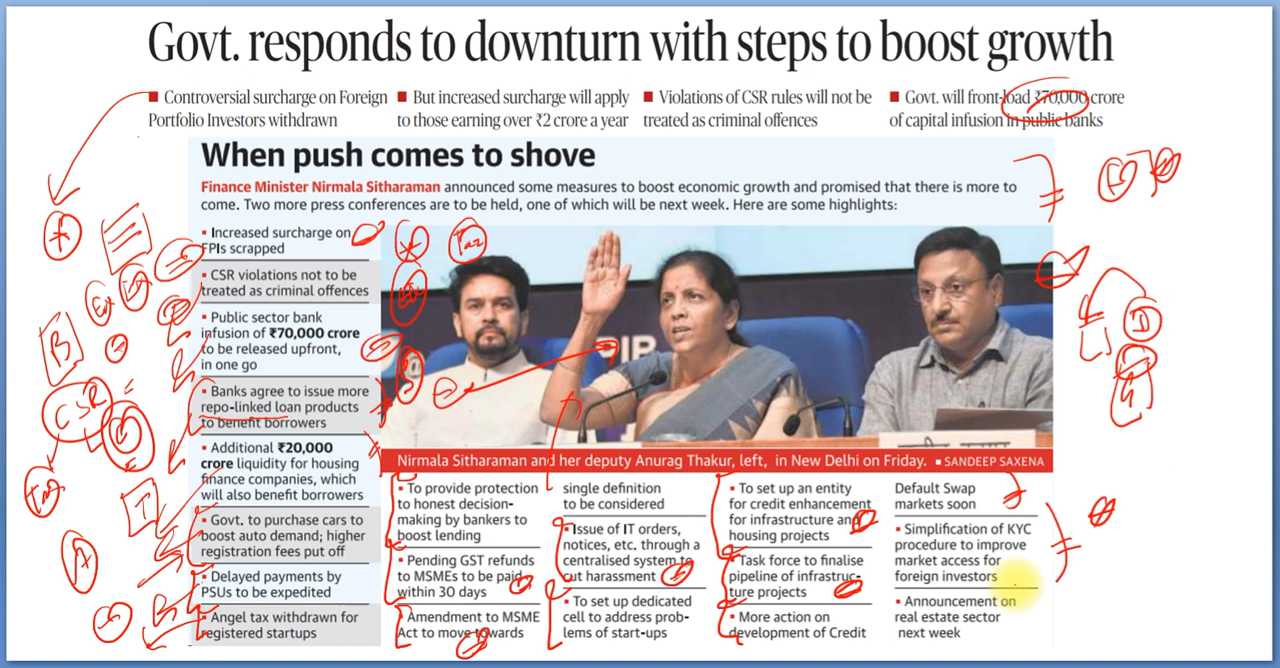 Govt. responds to downturn with steps to boost growth
■ Controversial surcharge on Foreign
Portfolio Investors withdrawn
■ But increased surcharge will apply
to those earning over ₹2 crore a year
■ Violations of CSR rules will not be
treated as criminal offences
■ Govt. will front-load ₹70,000 crore
of capital infusion in public banks
When push comes to shove
Finance Minister Nirmala Sitharaman announced some measures to boost economic growth and promised that there is more to
come. Two more press conferences are to be held, one of which will be next week. Here are some highlights:
▪ Increased surcharge on
FPIs scrapped
▪ CSR violations not to be
treated as criminal offences
▪ Public sector bank
infusion of ₹70,000 crore
to be released upfront,
in one go
▪ Banks agree to issue more
repo-linked loan products
to benefit borrowers
▪ Additional ₹20,000
crore liquidity for housing
finance companies, which
will also benefit borrowers
▪ Govt. to purchase cars to
boost auto demand; higher
registration fees put off
▪ Delayed payments by
PSUs to be expedited
▪ Angel tax withdrawn for
registered startups
Tax
B
CSR
T
A
D
PIB
Nirmala Sitharaman and her deputy Anurag Thakur, left, in New Delhi on Friday. ■ SANDEEP SAXENA
▪ To provide protection
to honest decision-
making by bankers to
boost lending
▪ Pending GST refunds
to MSMEs to be paid
within 30 days
▪ Amendment to MSME
Act to move towards
single definition
to be considered
▪ Issue of IT orders,
notices, etc. through a
centralised system to
cut harassment
▪ To set up dedicated
cell to address prob-
lems of start-ups
▪ To set up an entity
for credit enhancement
for infrastructure and
housing projects
▪ Task force to finalise
pipeline of infrastruc-
ture projects
▪ More action on
development of Credit
Default Swap
markets soon
▪ Simplification of KYC
procedure to improve
market access for
foreign investors
▪ Announcement on
real estate sector
next week